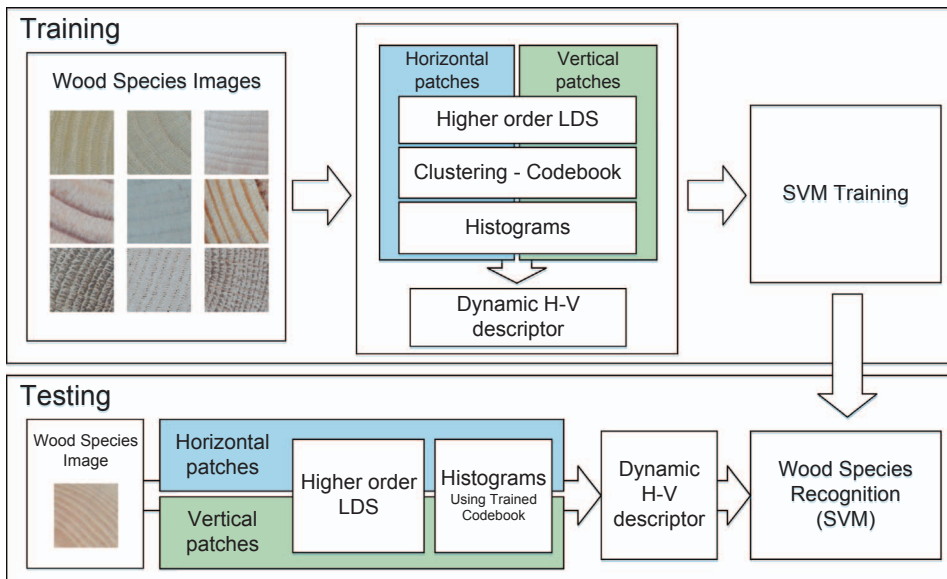 Training
Wood Species Images
Horizontal
patches
Vertical
patches
Higher order LDS
Clustering - Codebook
Histograms
Dynamic H-V
descriptor
SVM Training
Testing
Wood Species
Image
Horizontal
patches
Vertical
patches
Higher order
LDS
Histograms
Using Trained
Codebook
Dynamic
H-V
descriptor
Wood Species
Recognition
(SVM)